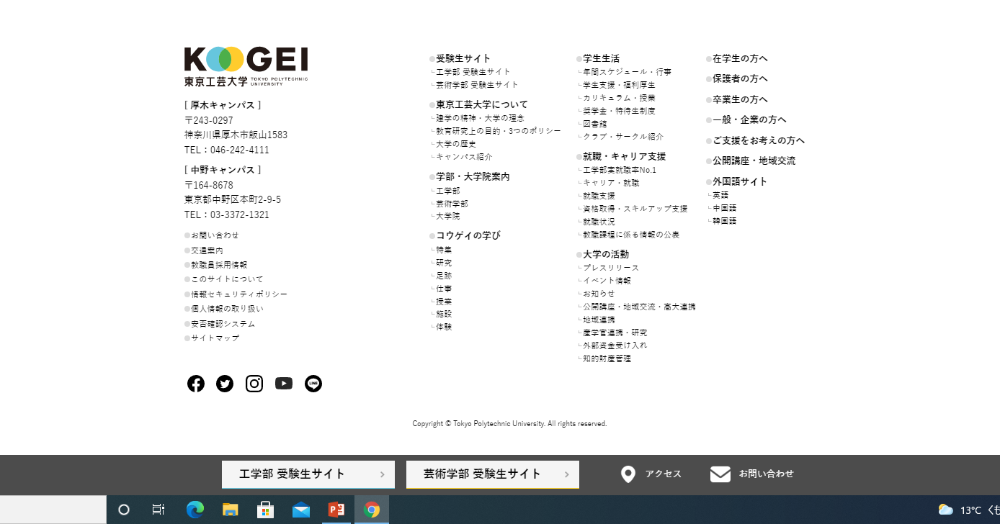 KOOGEI
東京工芸大学 TOKYO POLYTECHNIC UNIVERSITY
[ 厚木キャンパス ]
〒243-0297
神奈川県厚木市飯山1583
TEL：046-242-4111
[ 中野キャンパス ]
〒164-8678
東京都中野区本町2-9-5
TEL：03-3372-1321
お問い合わせ
交通案内
教職員採用情報
このサイトについて
情報セキュリティポリシー
個人情報の取り扱い
安否確認システム
サイトマップ
LINE
受験生サイト
工学部 受験生サイト
芸術学部 受験生サイト
東京工芸大学について
建学の精神・大学の理念
教育研究上の目的・3つのポリシー
大学の歴史
キャンパス紹介
学部・大学院案内
工学部
芸術学部
大学院
コウゲイの学び
特集
研究
足跡
仕事
授業
施設
体験
学生生活
年間スケジュール・行事
学生支援・福利厚生
カリキュラム・授業
奨学金・特待生制度
図書館
クラブ・サークル紹介
就職・キャリア支援
工学部実就職率No.1
キャリア・就職
就職支援
資格取得・スキルアップ支援
就職状況
教職課程に係る情報の公表
大学の活動
プレスリリース
イベント情報
お知らせ
公開講座・地域交流・高大連携
地域連携
産学官連携・研究
外部資金受け入れ
知的財産管理
在学生の方へ
保護者の方へ
卒業生の方へ
一般・企業の方へ
ご支援をお考えの方へ
公開講座・地域交流
外国語サイト
英語
中国語
韓国語
Copyright © Tokyo Polytechnic University. All rights reserved.
工学部 受験生サイト
芸術学部 受験生サイト
アクセス
お問い合わせ
13°C くも